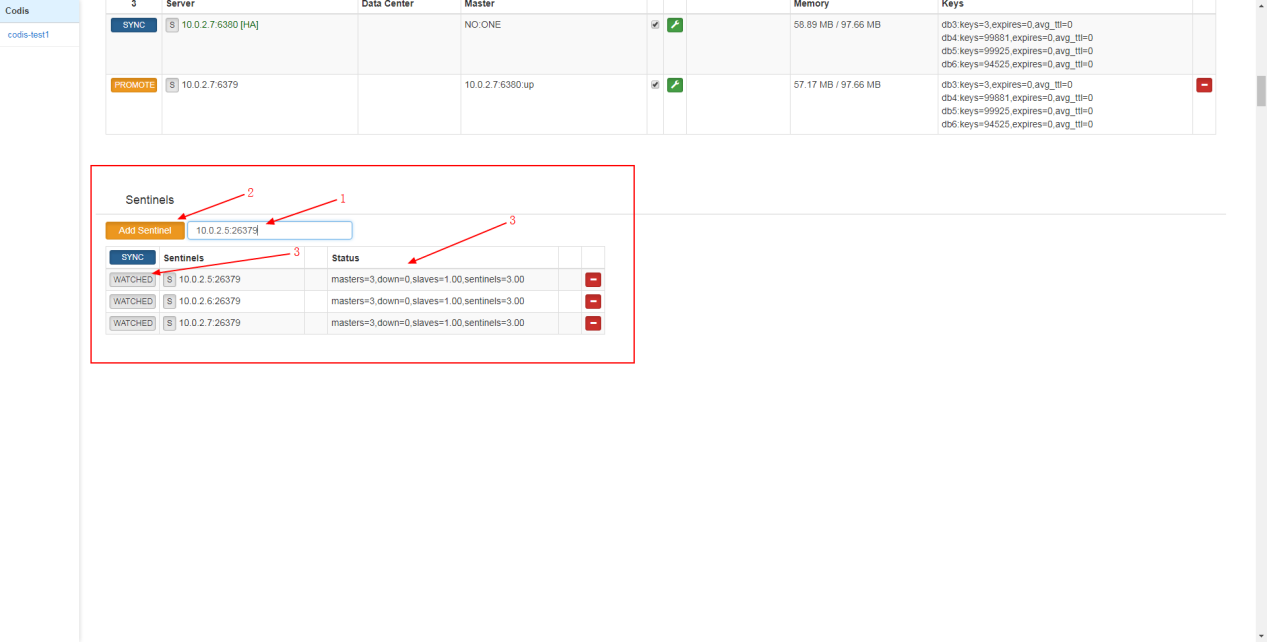 Codis
codis-test1
3 Server Data Center Master Memory Keys
SYNC S 10.0.2.7:6380 [HA] NO:ONE 58.89 MB / 97.66 MB db3:keys=3,expires=0,avg_ttl=0
db4:keys=99881,expires=0,avg_ttl=0
db5:keys=99925,expires=0,avg_ttl=0
db6:keys=94525,expires=0,avg_ttl=0
PROMOTE S 10.0.2.7:6379 10.0.2.7:6380:up 57.17 MB / 97.66 MB db3:keys=3,expires=0,avg_ttl=0
db4:keys=99881,expires=0,avg_ttl=0
db5:keys=99925,expires=0,avg_ttl=0
db6:keys=94525,expires=0,avg_ttl=0
Sentinels
2 1
3
Add Sentinel 10.0.2.5:26379
3
SYNC Sentinels Status
WATCHED S 10.0.2.5:26379 masters=3,down=0,slaves=1.00,sentinels=3.00
WATCHED S 10.0.2.6:26379 masters=3,down=0,slaves=1.00,sentinels=3.00
WATCHED S 10.0.2.7:26379 masters=3,down=0,slaves=1.00,sentinels=3.00